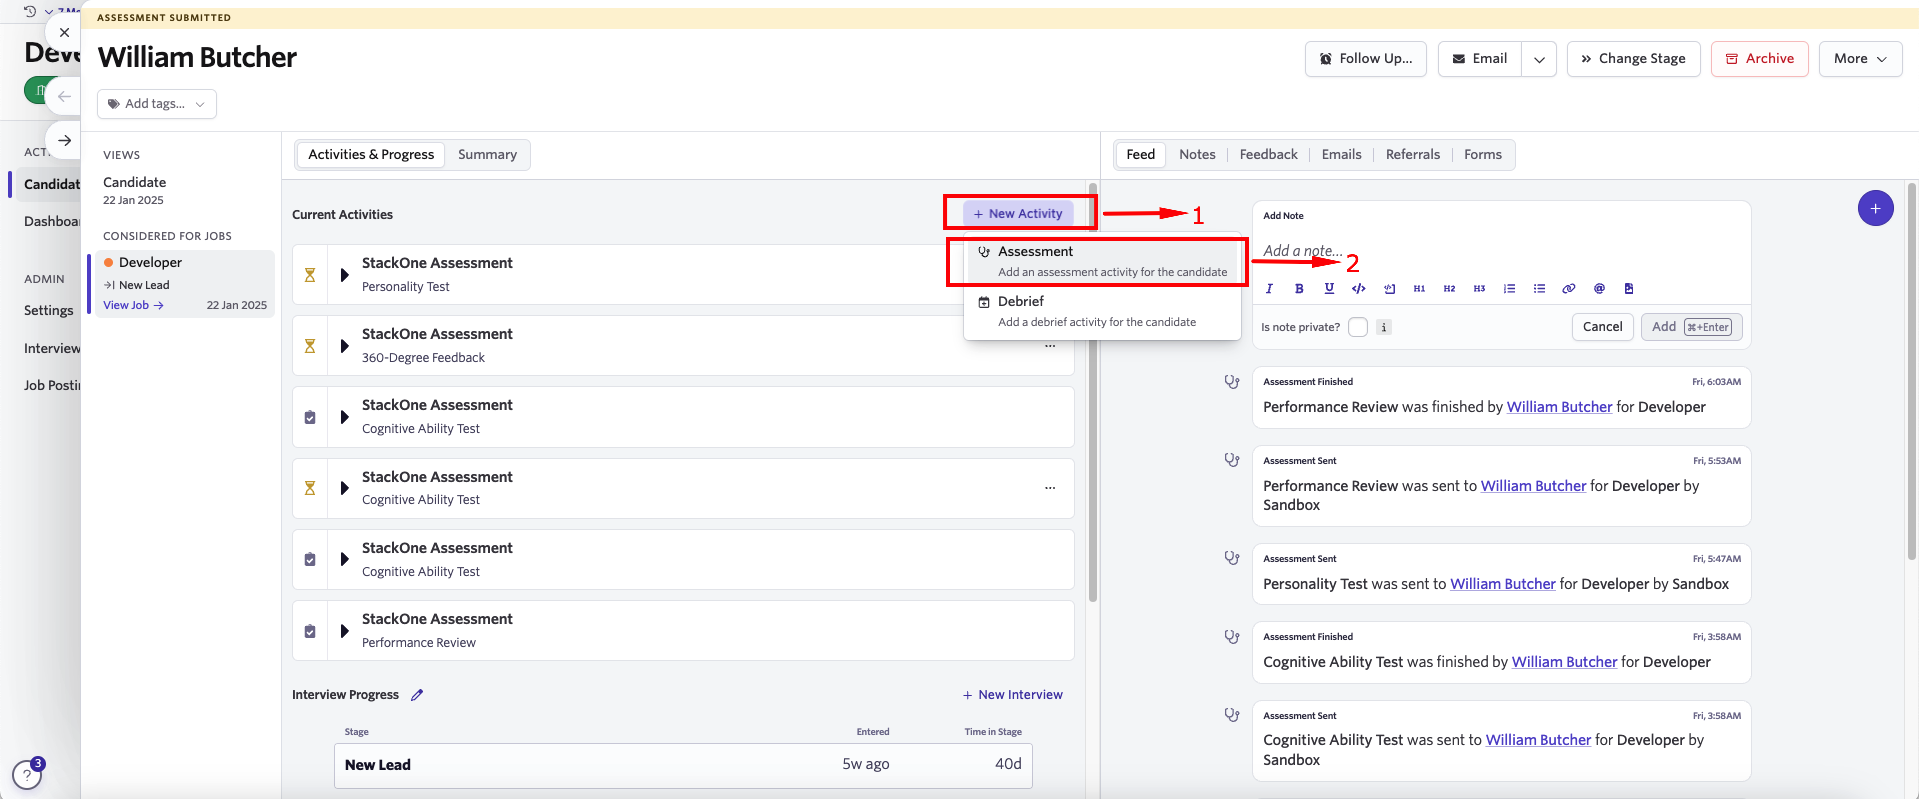 ASSESSMENT SUBMITTED
William Butcher
Follow Up...
Email
Change Stage
Archive
More
Add tags...
VIEWS
Candidate
22 Jan 2025
CONSIDERED FOR JOBS
Developer
New Lead
View Job →
22 Jan 2025
ADMIN
Settings
Activities & Progress
Summary
Current Activities
+ New Activity
1
Assessment
Add an assessment activity for the candidate
2
Debrief
Add a debrief activity for the candidate
StackOne Assessment
Personality Test
StackOne Assessment
360-Degree Feedback
StackOne Assessment
Cognitive Ability Test
StackOne Assessment
Cognitive Ability Test
StackOne Assessment
Cognitive Ability Test
StackOne Assessment
Performance Review
Interview Progress
+ New Interview
Stage
Entered
Time in Stage
New Lead
5w ago
40d
Feed
Notes
Feedback
Emails
Referrals
Forms
Add Note
Add a note...
I B U </> H1 H2 H3 @
Is note private?
i
Cancel
Add ⌘+Enter
+
Assessment Finished
Fri, 6:03AM
Performance Review was finished by William Butcher for Developer
Assessment Sent
Fri, 5:53AM
Performance Review was sent to William Butcher for Developer by
Sandbox
Assessment Sent
Fri, 5:47AM
Personality Test was sent to William Butcher for Developer by Sandbox
Assessment Finished
Fri, 3:58AM
Cognitive Ability Test was finished by William Butcher for Developer
Assessment Sent
Fri, 3:58AM
Cognitive Ability Test was sent to William Butcher for Developer by
Sandbox
?
3